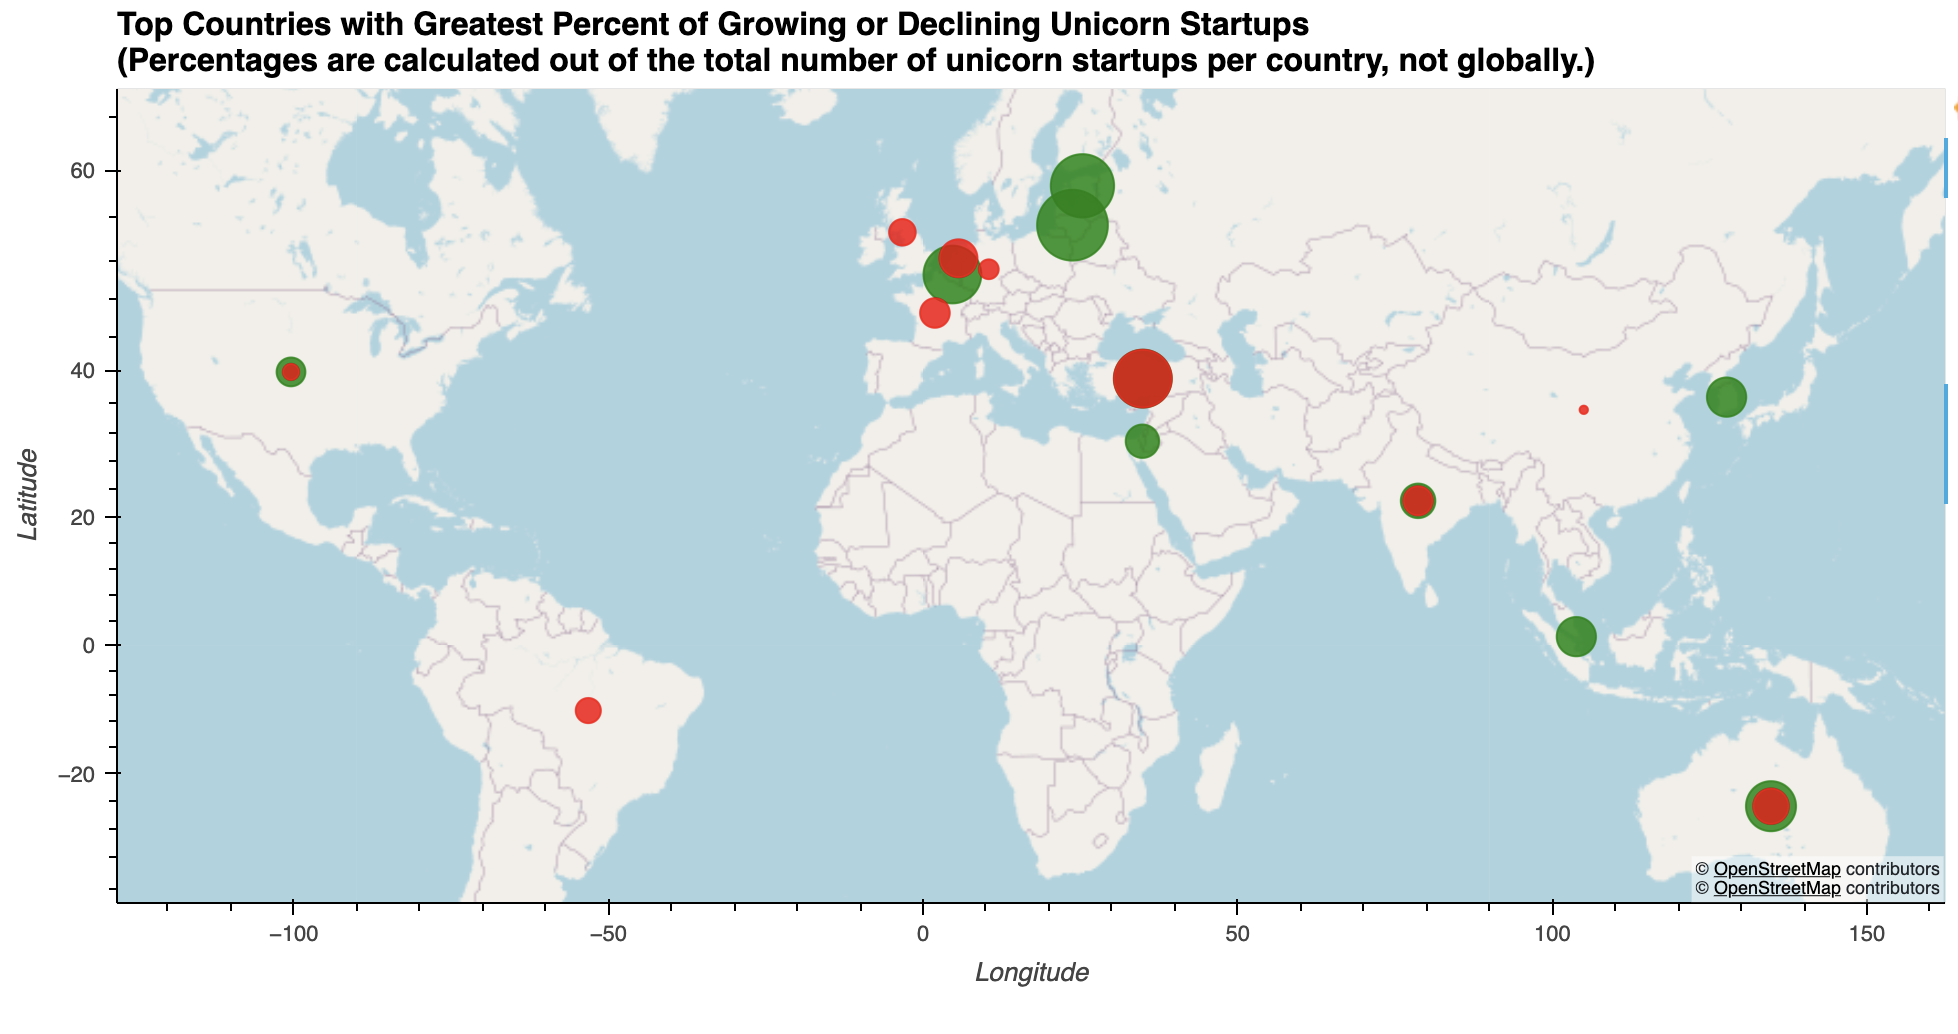 Top Countries with Greatest Percent of Growing or Declining Unicorn Startups
(Percentages are calculated out of the total number of unicorn startups per country, not globally.)
60
40
20
0
−20
Latitude
© OpenStreetMap contributors
© OpenStreetMap contributors
−100
−50
0
50
100
150
Longitude